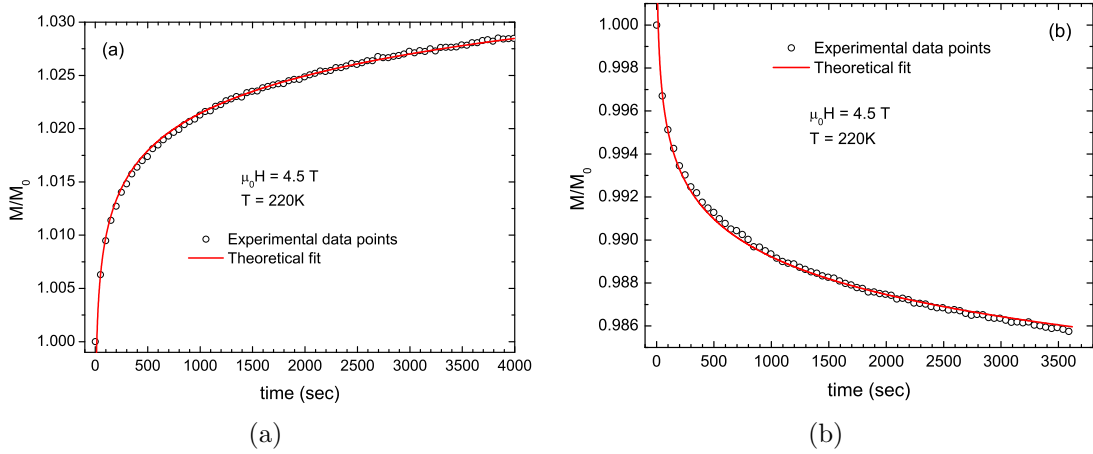 1.030
1.025
1.020
1.015
1.010
1.005
1.000
M/M₀
(a)
μ₀H = 4.5 T
T = 220K
Experimental data points
Theoretical fit
0 500 1000 1500 2000 2500 3000 3500 4000
time (sec)
(a)
1.000
0.998
0.996
0.994
0.992
0.990
0.988
0.986
M/M₀
(b)
Experimental data points
Theoretical fit
μ₀H = 4.5 T
T = 220K
0 500 1000 1500 2000 2500 3000 3500
time (sec)
(b)